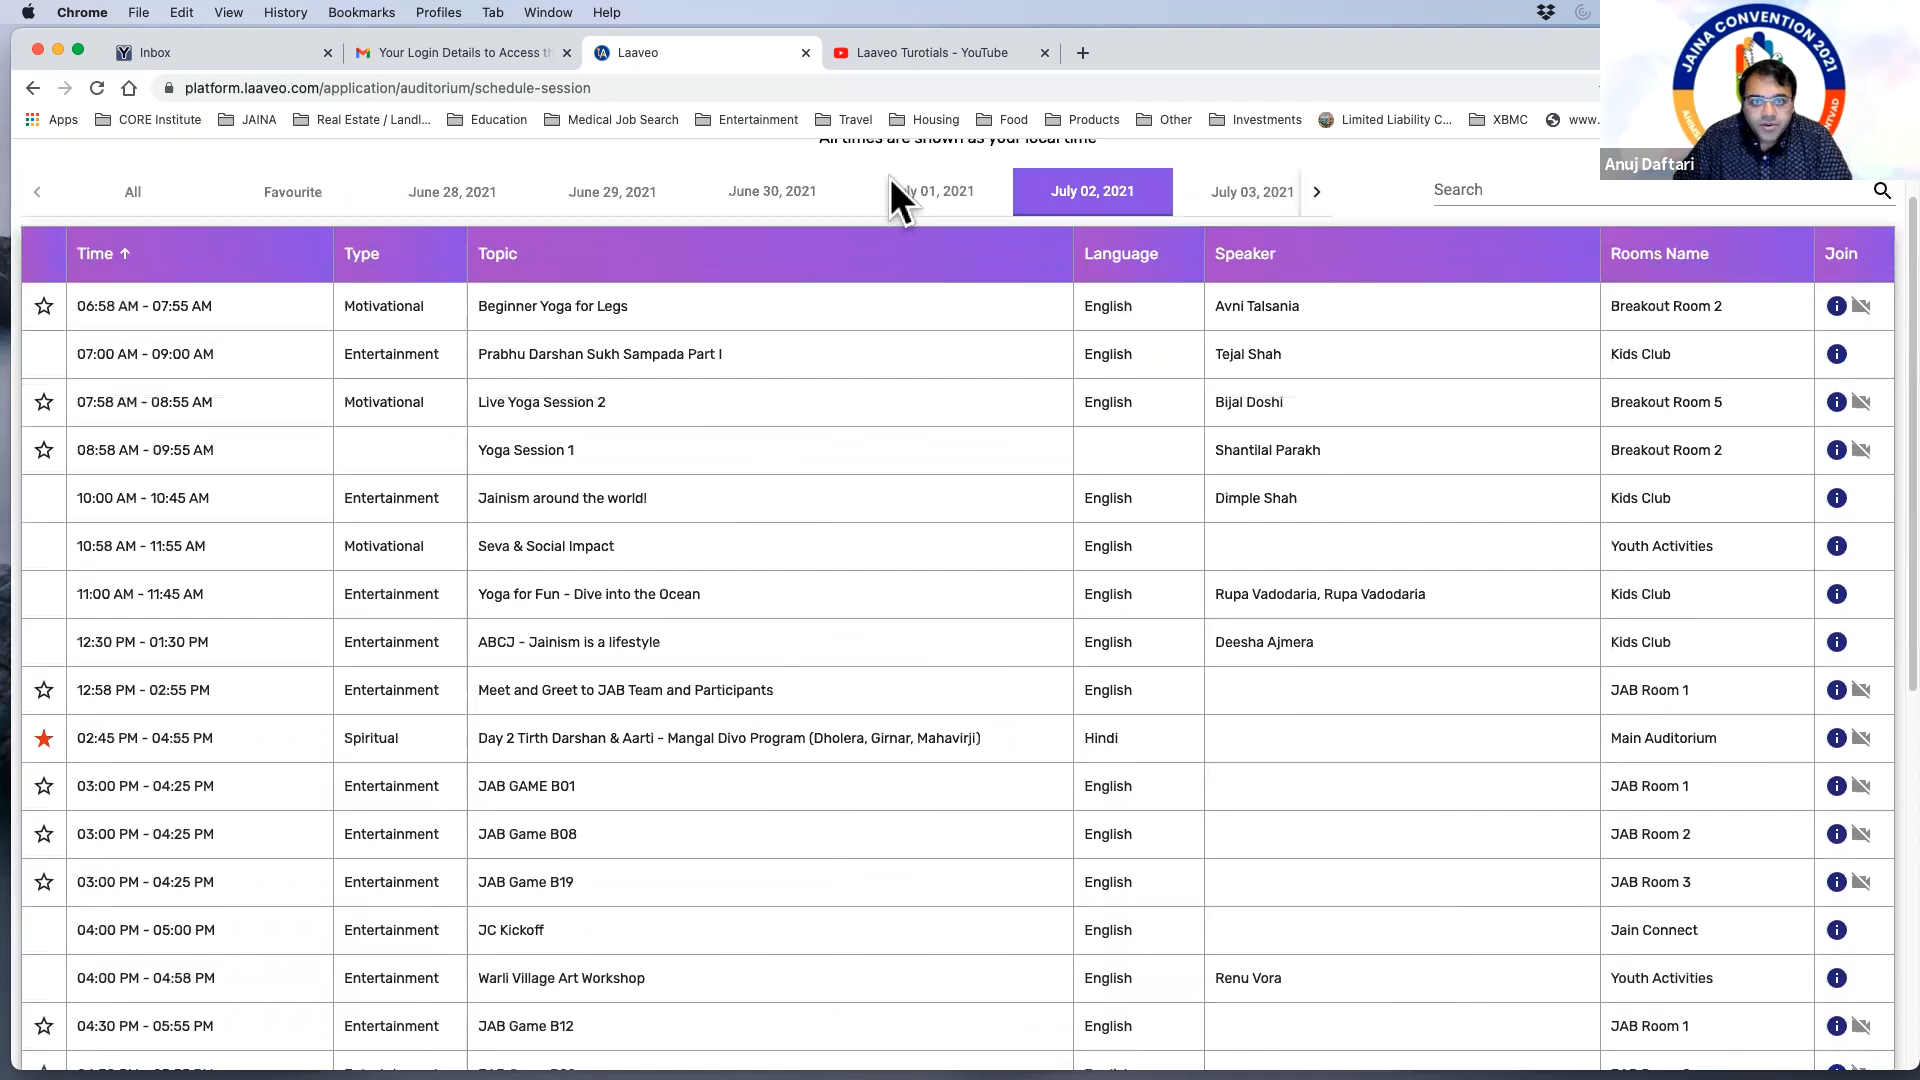 Chrome File Edit View History Bookmarks Profiles Tab Window Help
Inbox Your Login Details to Access th Laaveo Laaveo Turotials - YouTube
platform.laaveo.com/application/auditorium/schedule-session
Apps CORE Institute JAINA Real Estate / Landl... Education Medical Job Search Entertainment Travel Housing Food Products Other Investments Limited Liability C... XBMC www.
JAINA CONVENTION 2021
Anuj Daftari
All times are shown as your local time
All Favourite June 28, 2021 June 29, 2021 June 30, 2021 01, 2021 July 02, 2021 July 03, 2021 Search
Time Type Topic Language Speaker Rooms Name Join
06:58 AM - 07:55 AM Motivational Beginner Yoga for Legs English Avni Talsania Breakout Room 2
07:00 AM - 09:00 AM Entertainment Prabhu Darshan Sukh Sampada Part I English Tejal Shah Kids Club
07:58 AM - 08:55 AM Motivational Live Yoga Session 2 English Bijal Doshi Breakout Room 5
08:58 AM - 09:55 AM Yoga Session 1 Shantilal Parakh Breakout Room 2
10:00 AM - 10:45 AM Entertainment Jainism around the world! English Dimple Shah Kids Club
10:58 AM - 11:55 AM Motivational Seva & Social Impact English Youth Activities
11:00 AM - 11:45 AM Entertainment Yoga for Fun - Dive into the Ocean English Rupa Vadodaria, Rupa Vadodaria Kids Club
12:30 PM - 01:30 PM Entertainment ABCJ - Jainism is a lifestyle English Deesha Ajmera Kids Club
12:58 PM - 02:55 PM Entertainment Meet and Greet to JAB Team and Participants English JAB Room 1
02:45 PM - 04:55 PM Spiritual Day 2 Tirth Darshan & Aarti - Mangal Divo Program (Dholera, Girnar, Mahavirji) Hindi Main Auditorium
03:00 PM - 04:25 PM Entertainment JAB GAME B01 English JAB Room 1
03:00 PM - 04:25 PM Entertainment JAB Game B08 English JAB Room 2
03:00 PM - 04:25 PM Entertainment JAB Game B19 English JAB Room 3
04:00 PM - 05:00 PM Entertainment JC Kickoff English Jain Connect
04:00 PM - 04:58 PM Entertainment Warli Village Art Workshop English Renu Vora Youth Activities
04:30 PM - 05:55 PM Entertainment JAB Game B12 English JAB Room 1